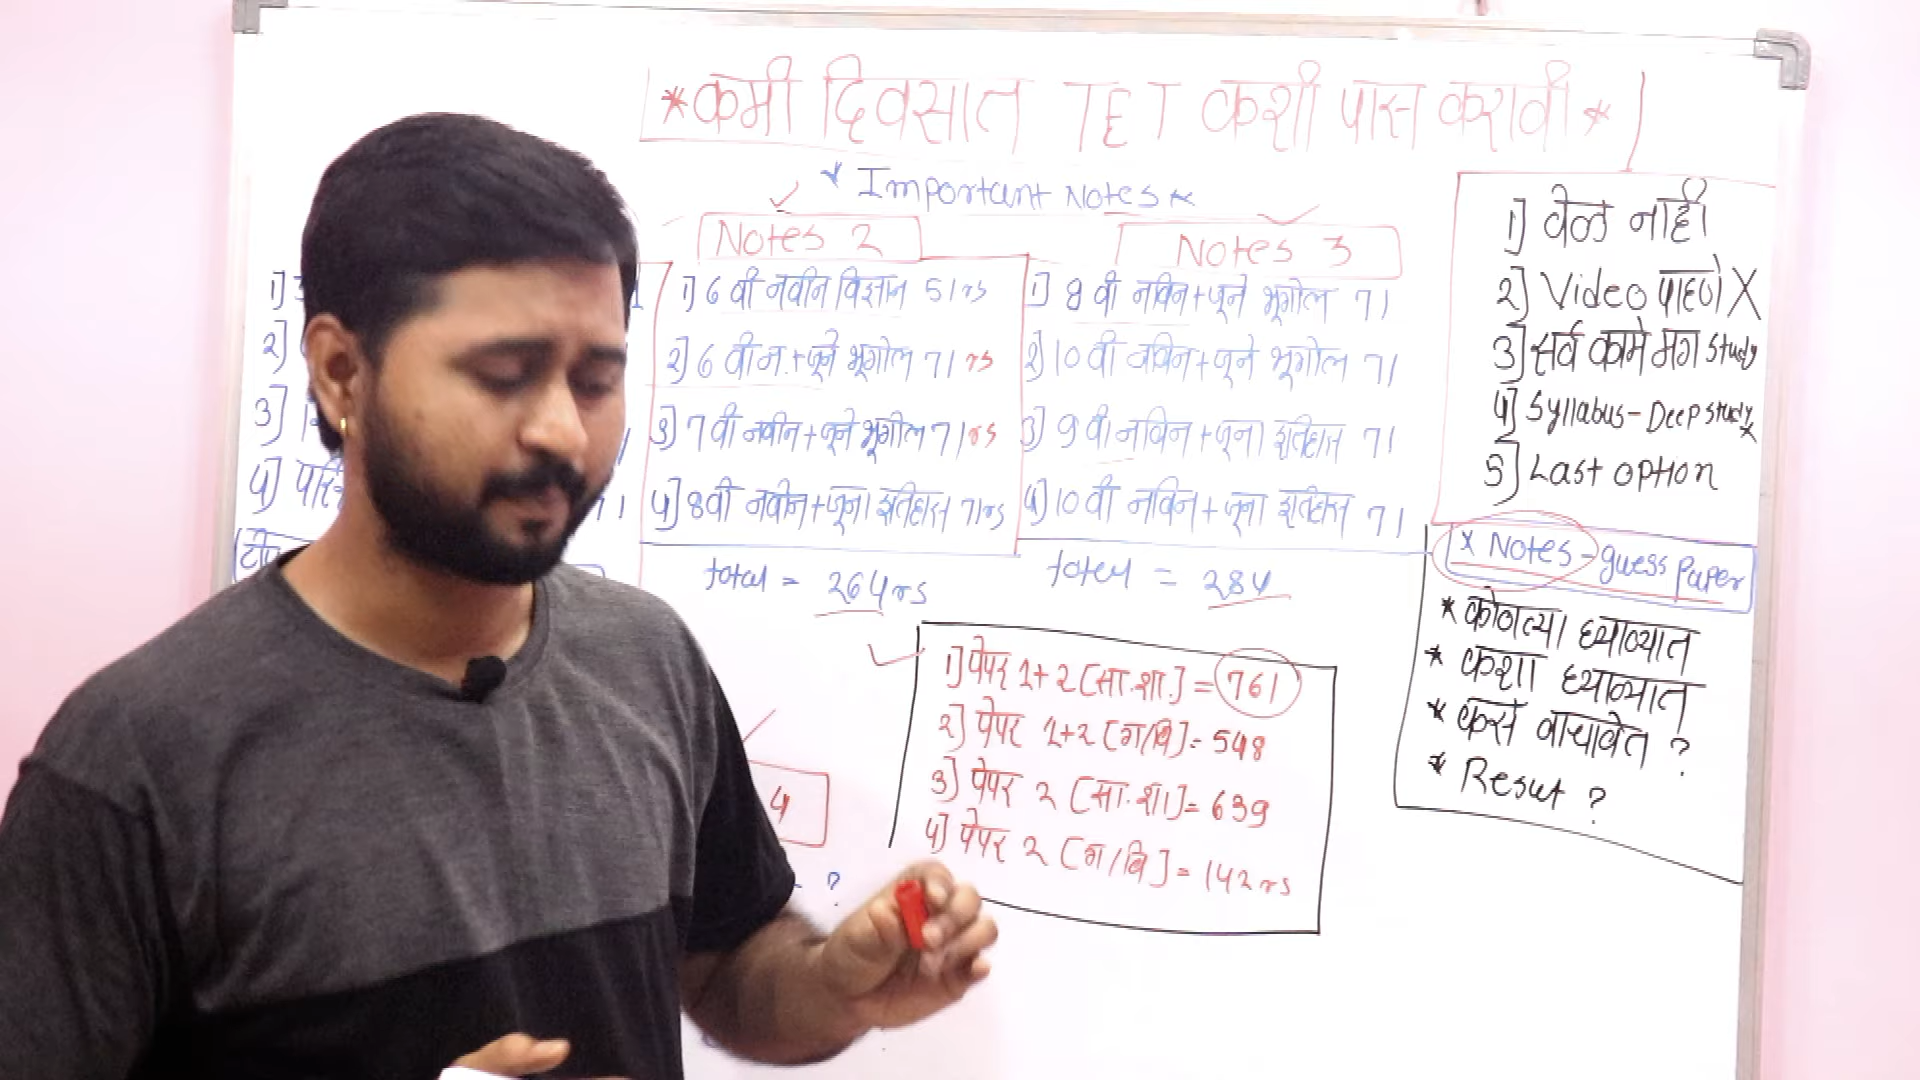 *कमी दिवसात TET कशी पास करावी*
* Important Notes *
Notes 2
1] 6 वी नवीन विज्ञान 51rs
2] 6 वी न.+जूने भूगोल 71rs
3] 7 वी नवीन+जूने भूगोल 71rs
4] 8वी नवीन+जूना इतिहास 71rs
total = 264rs
Notes 3
1] 8 वी नविन+जूने भूगोल 71
2] 10 वी नविन+जूने भूगोल 71
3] 9 वी नविन+जूना इतिहास 71
4] 10 वी नविन+जूना इतिहास 71
total = 284
1] वेळ नाही
2] Video पाहणे X
3] सर्व कामे मग study
4] Syllabus-Deep study x
5] Last option
* Notes - guess paper
* कोणत्या घ्याव्यात
* कशा घ्याव्यात
* कसे वाचावेत ?
* Resut ?
1] पेपर 1+2 [सा.शा.] = 761
2] पेपर 1+2 [ग/वि]= 548
3] पेपर 2 [सा.शा]= 639
4] पेपर 2 [ग/वि] = 142rs
1]
2]
3]
4]
4
?